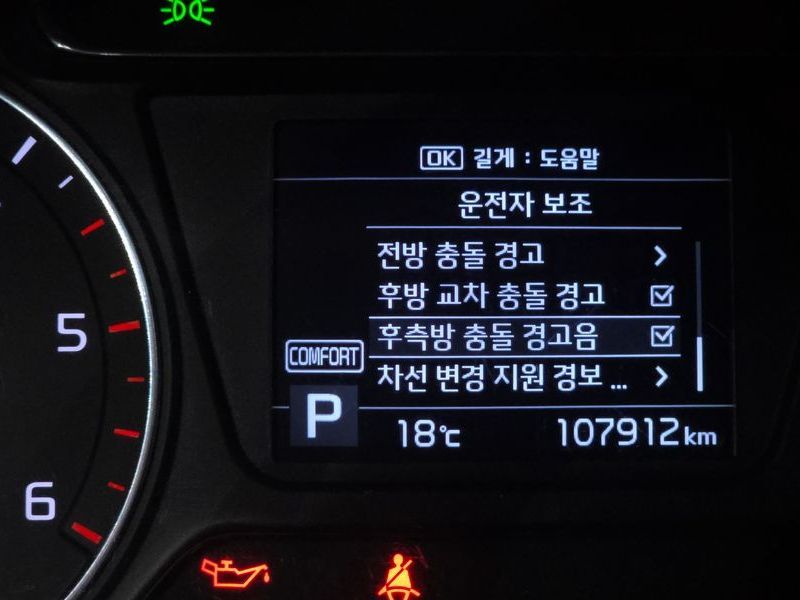 OK 길게 : 도움말
운전자 보조
전방 충돌 경고
후방 교차 충돌 경고
5
후측방 충돌 경고음
COMFORT
차선 변경 지원 경보 ...
P
18°C
107912 km
6